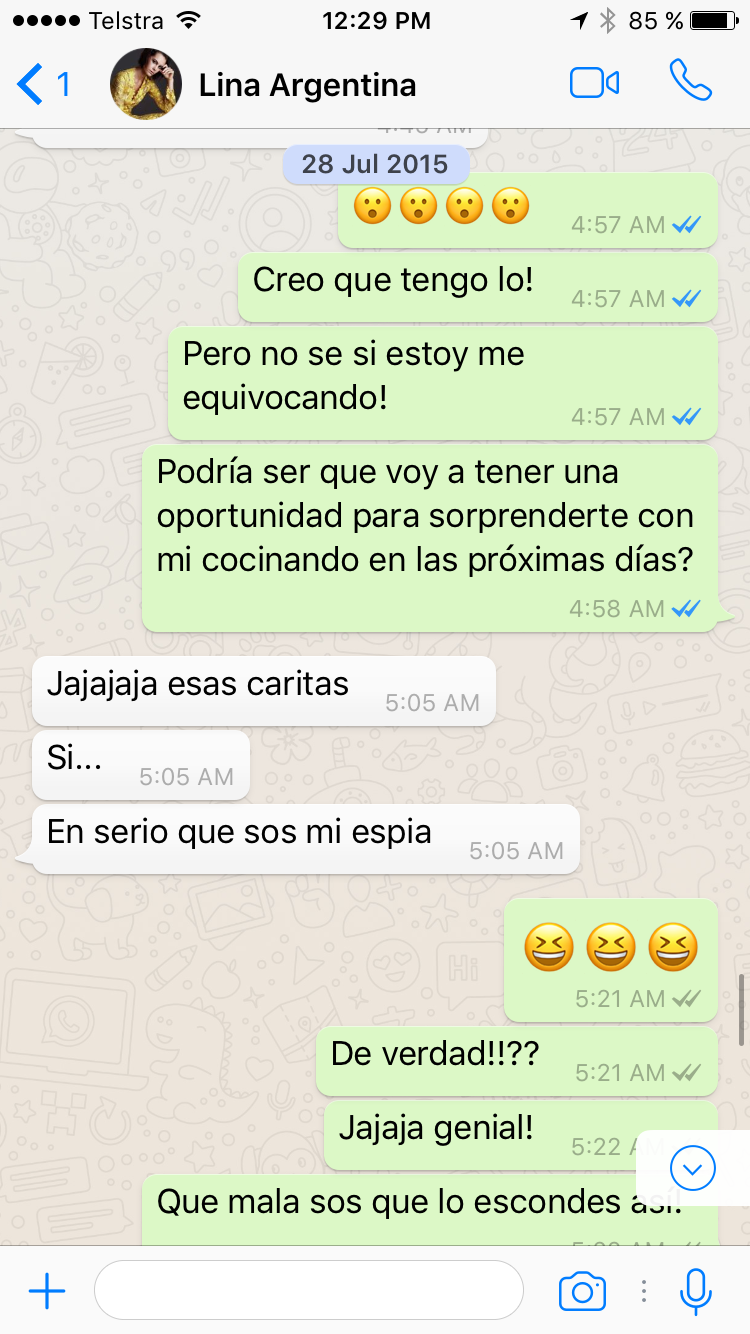 Telstra 12:29 PM 85 %
1 Lina Argentina
28 Jul 2015
😮😮😮😮 4:57 AM
Creo que tengo lo! 4:57 AM
Pero no se si estoy me
equivocando! 4:57 AM
Podría ser que voy a tener una
oportunidad para sorprenderte con
mi cocinando en las próximas días?
4:58 AM
Jajajaja esas caritas 5:05 AM
Si... 5:05 AM
En serio que sos mi espia 5:05 AM
😆😆😆
5:21 AM
De verdad!!?? 5:21 AM
Jajaja genial! 5:22
Que mala sos que lo escondes así!